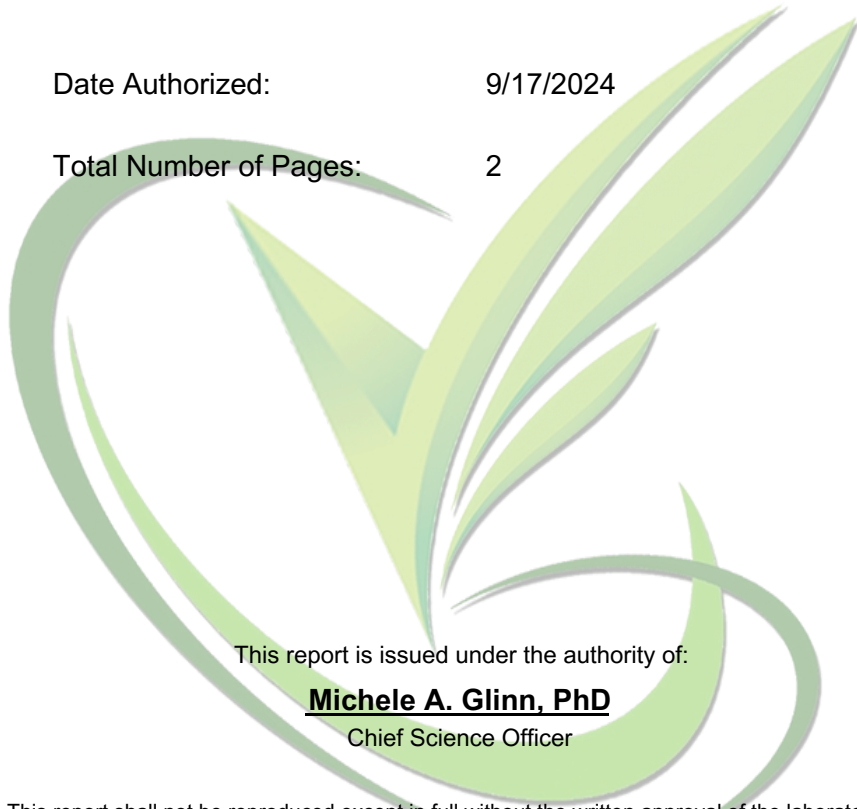 Date Authorized: 9/17/2024
Total Number of Pages: 2
This report is issued under the authority of:
Michele A. Glinn, PhD
Chief Science Officer
This report shall not be reproduced except in full without the written approval of the laborato